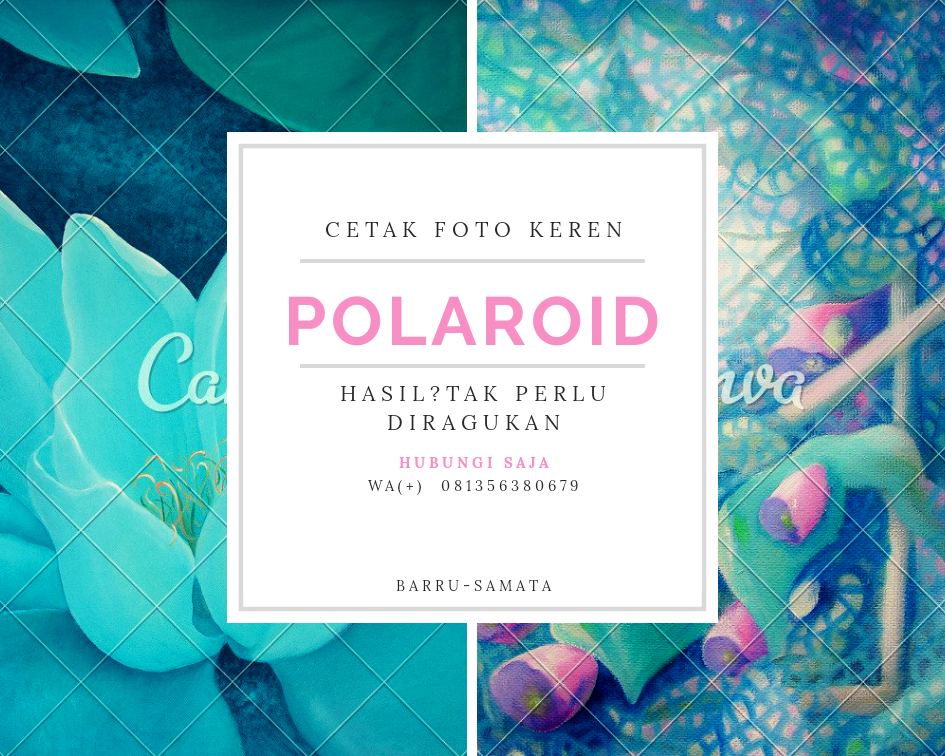 CETAK FOTO KEREN
POLAROID
HASIL?TAK PERLU
DIRAGUKAN
HUBUNGI SAJA
WA(+) 081356380679
BARRU-SAMATA